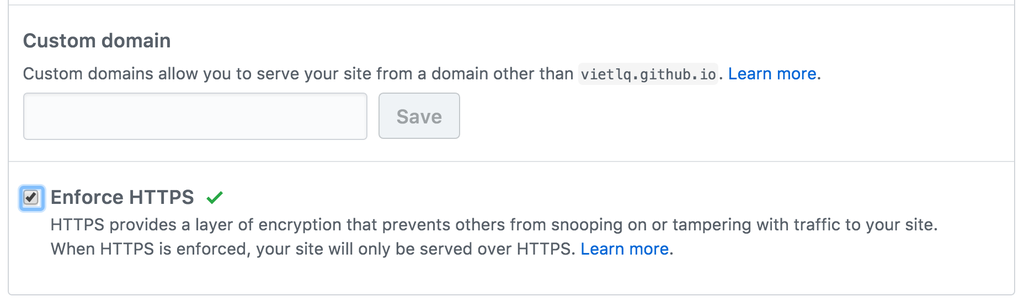 Custom domain
Custom domains allow you to serve your site from a domain other than vietlq.github.io. Learn more.
Save
Enforce HTTPS
HTTPS provides a layer of encryption that prevents others from snooping on or tampering with traffic to your site.
When HTTPS is enforced, your site will only be served over HTTPS. Learn more.